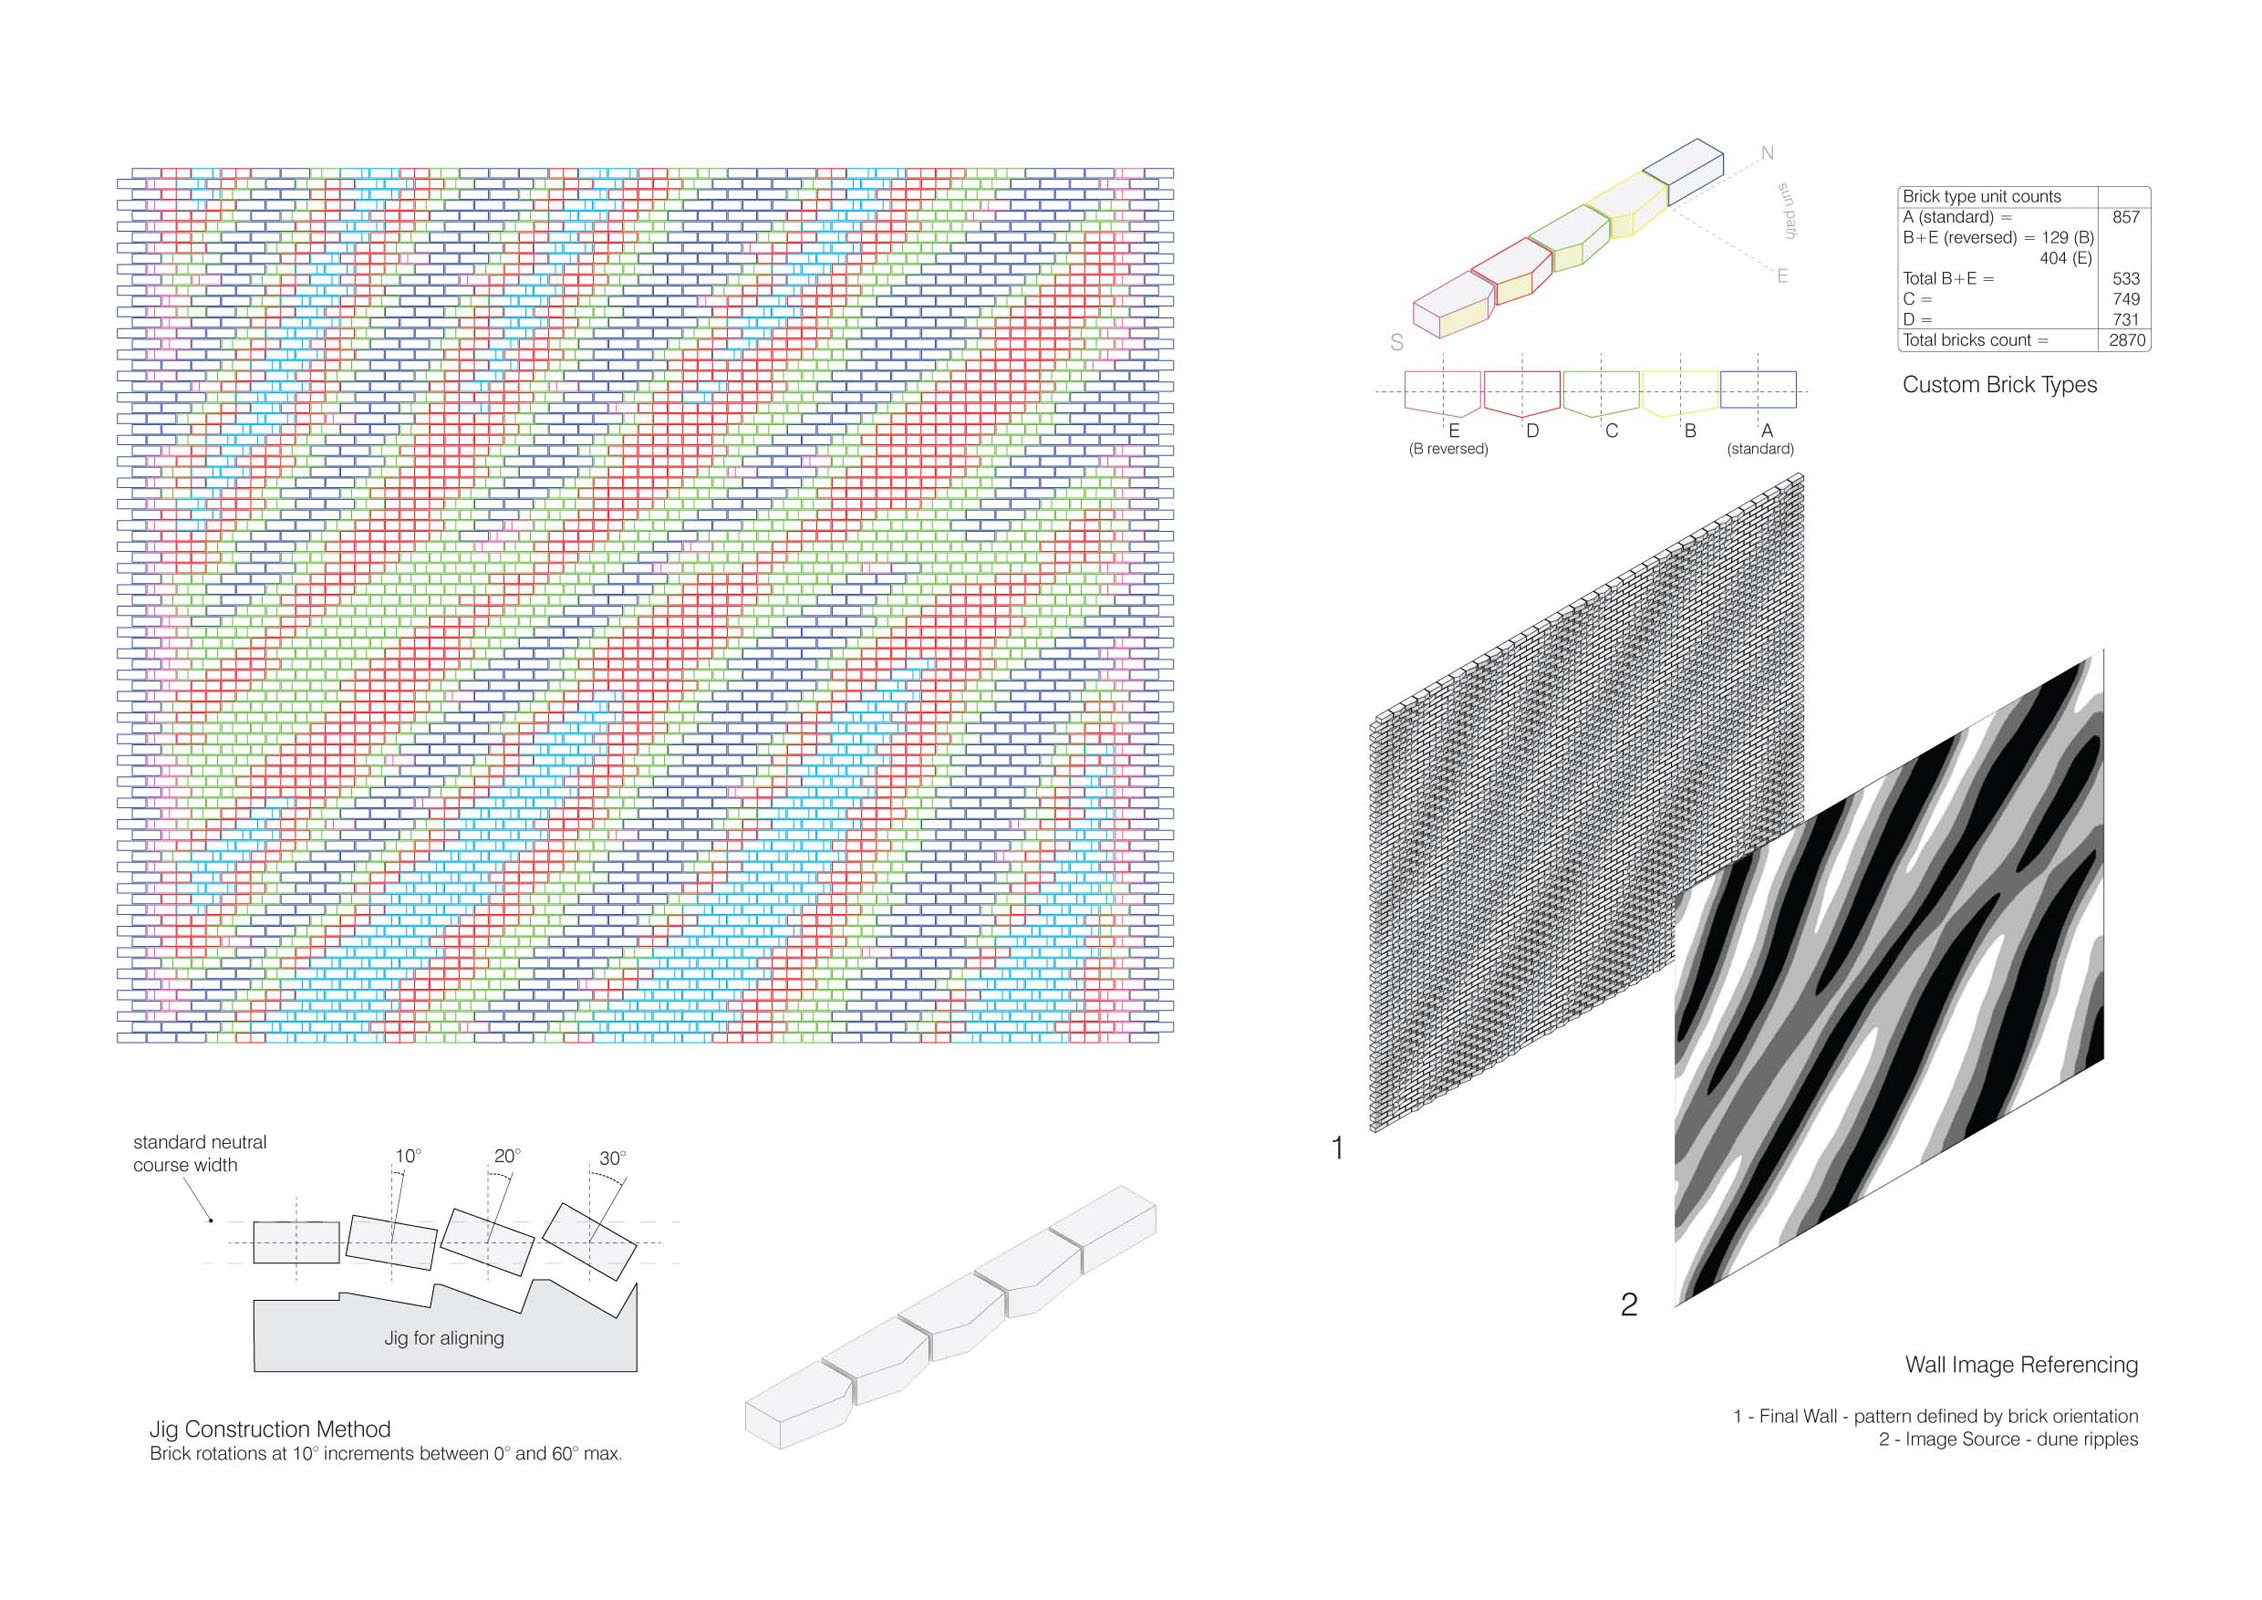 N
sun path
E
S
E
(B reversed)
D
C
B
A
(standard)
Brick type unit counts
A (standard) = 857
B+E (reversed) = 129 (B)
404 (E)
Total B+E = 533
C = 749
D = 731
Total bricks count = 2870
Custom Brick Types
standard neutral
course width
10°
20°
30°
Jig for aligning
Jig Construction Method
Brick rotations at 10° increments between 0° and 60° max.
1
2
Wall Image Referencing
1 - Final Wall - pattern defined by brick orientation
2 - Image Source - dune ripples